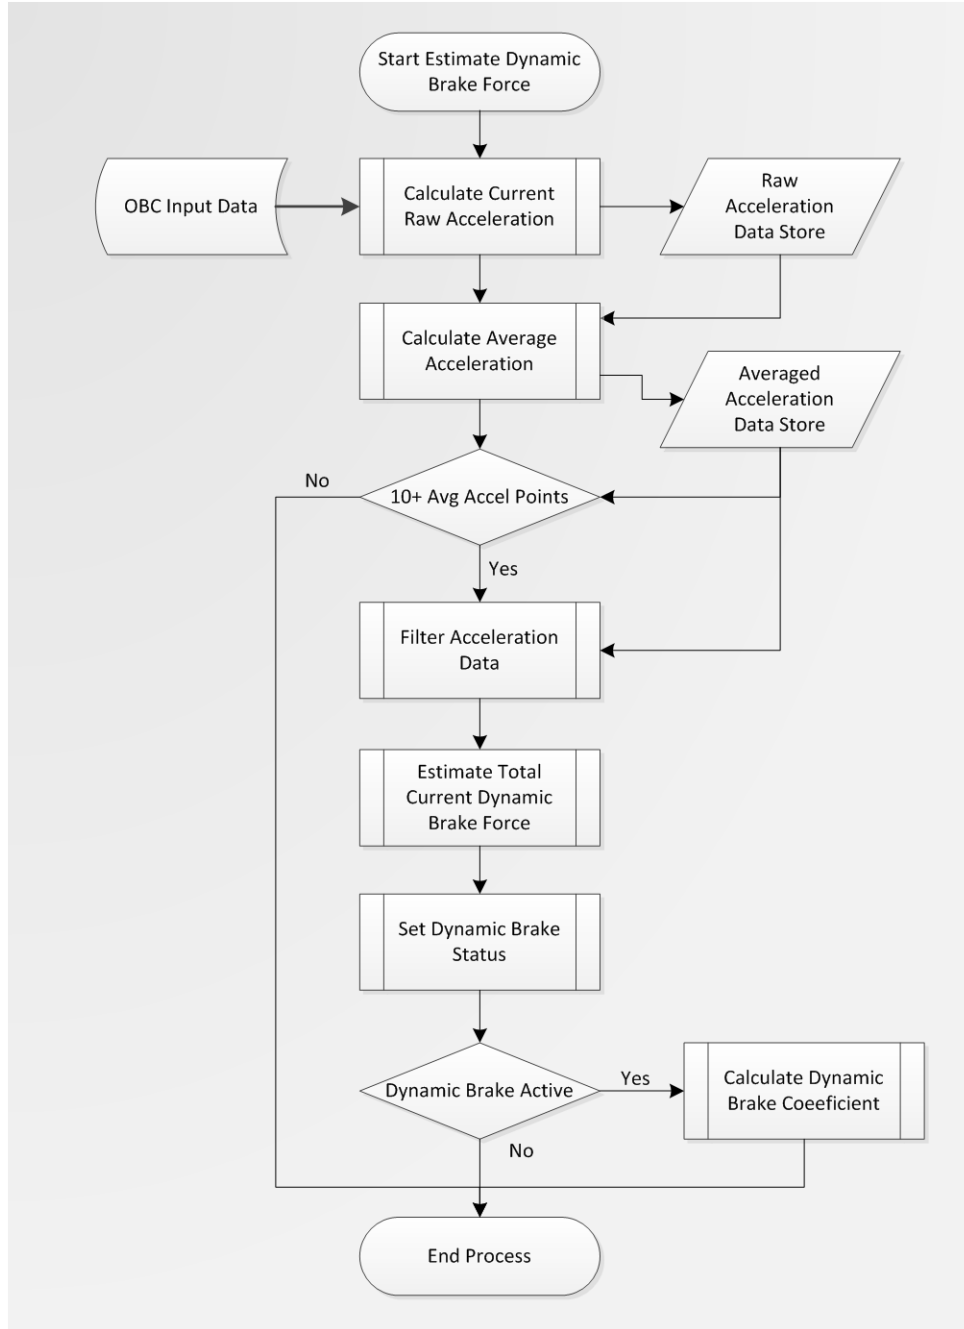 Start Estimate Dynamic
Brake Force
OBC Input Data
Calculate Current
Raw Acceleration
Raw
Acceleration
Data Store
Calculate Average
Acceleration
Averaged
Acceleration
Data Store
No
10+ Avg Accel Points
Yes
Filter Acceleration
Data
Estimate Total
Current Dynamic
Brake Force
Set Dynamic Brake
Status
Dynamic Brake Active
Yes
Calculate Dynamic
Brake Coeeficient
No
End Process